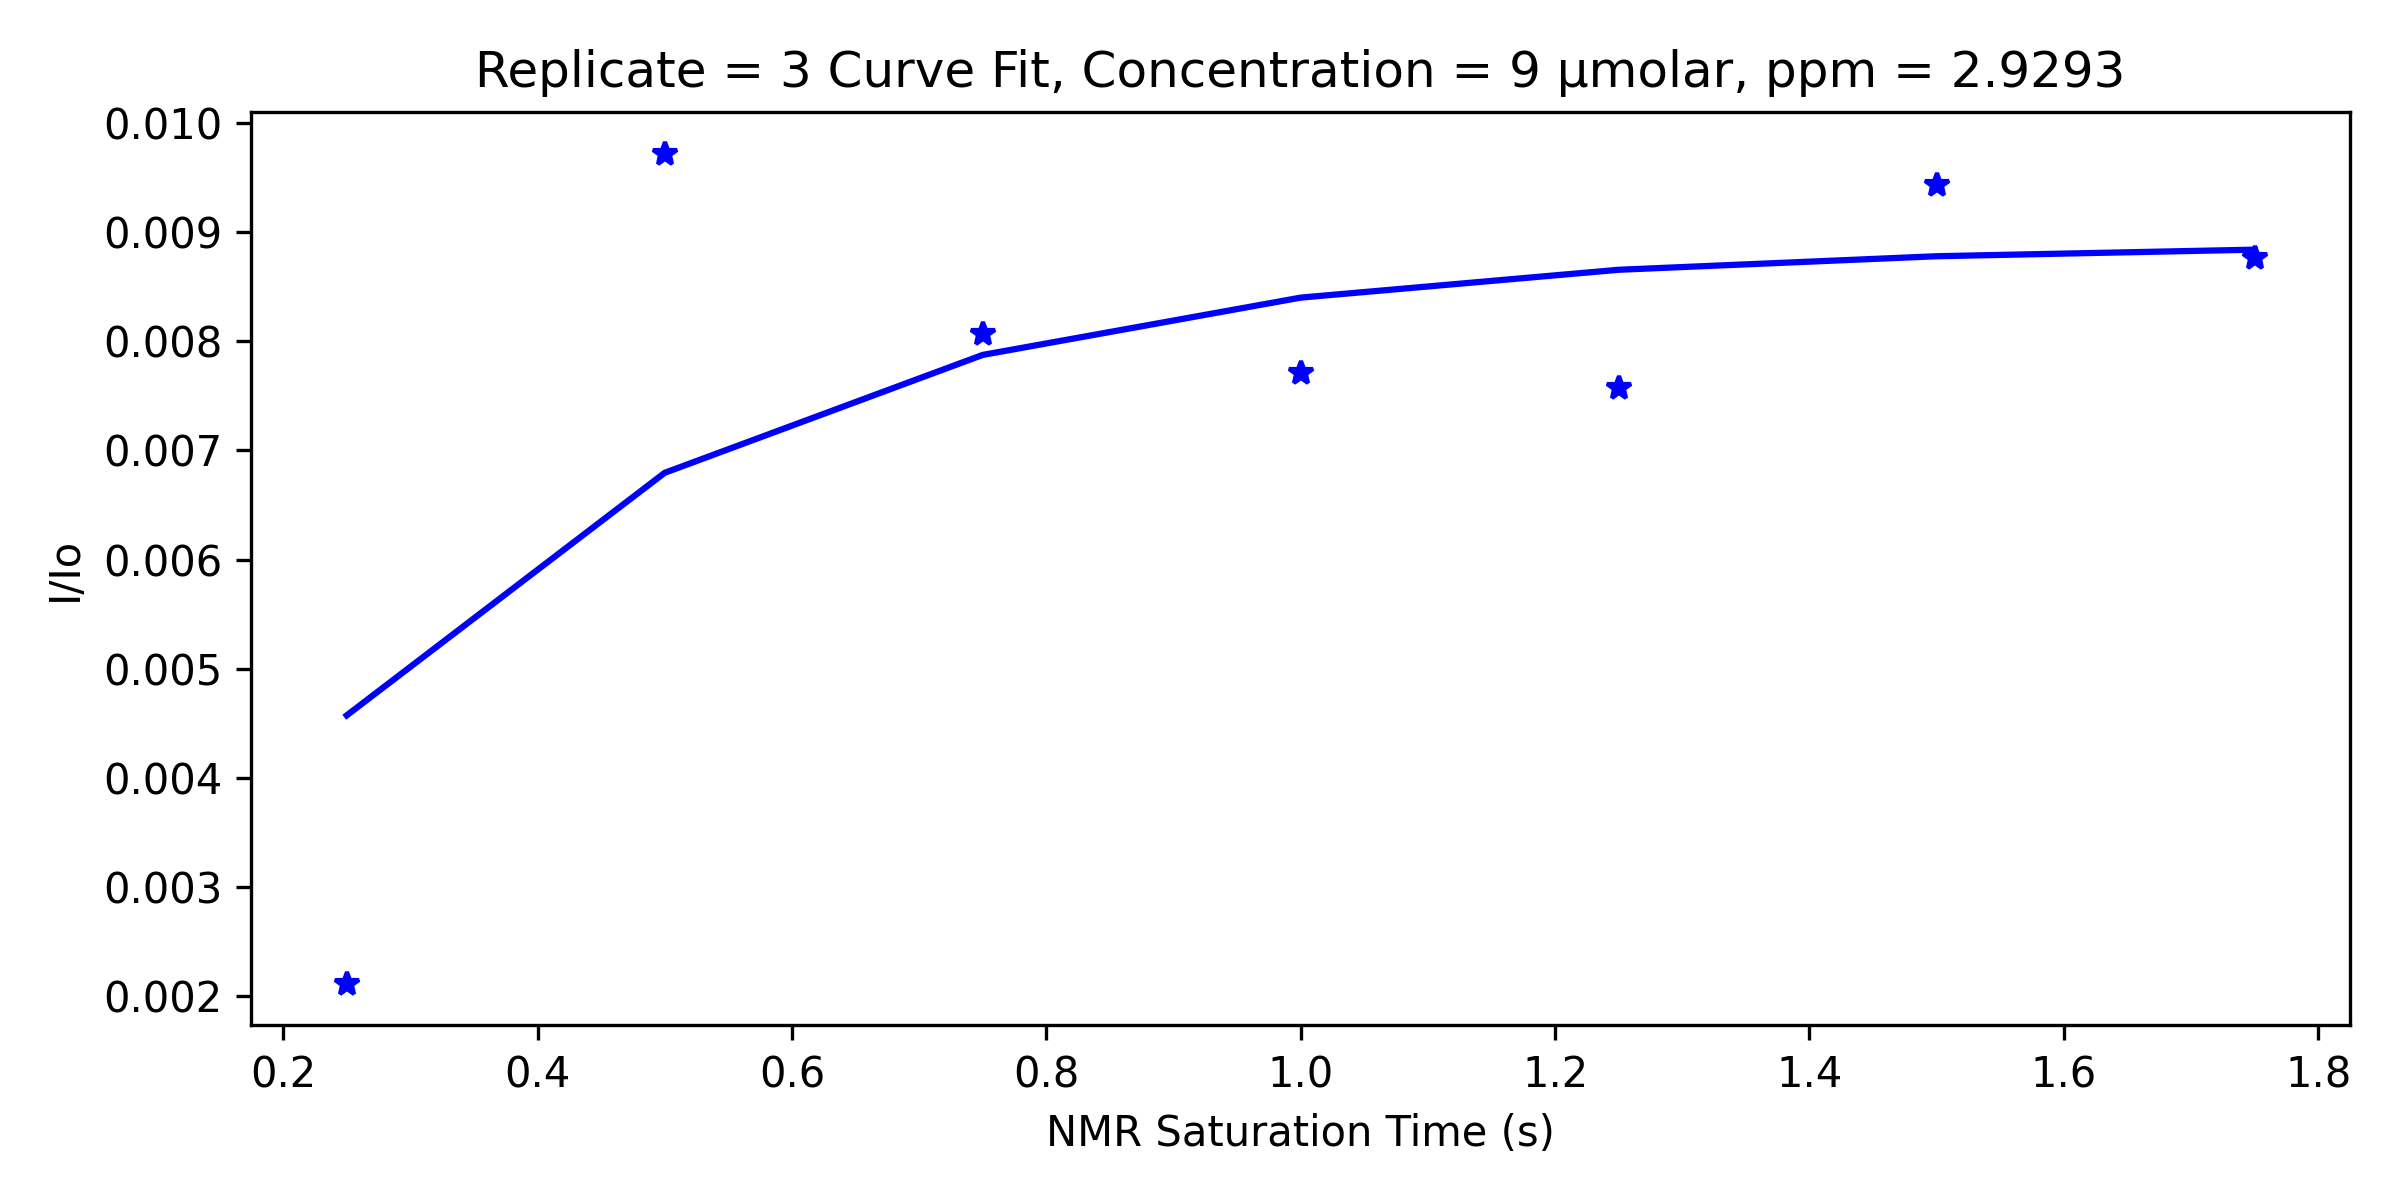 Replicate = 3 Curve Fit, Concentration = 9 μmolar, ppm = 2.9293
0.010
0.009
0.008
0.007
0.006
0.005
0.004
0.003
0.002
I/Io
0.2 0.4 0.6 0.8 1.0 1.2 1.4 1.6 1.8
NMR Saturation Time (s)